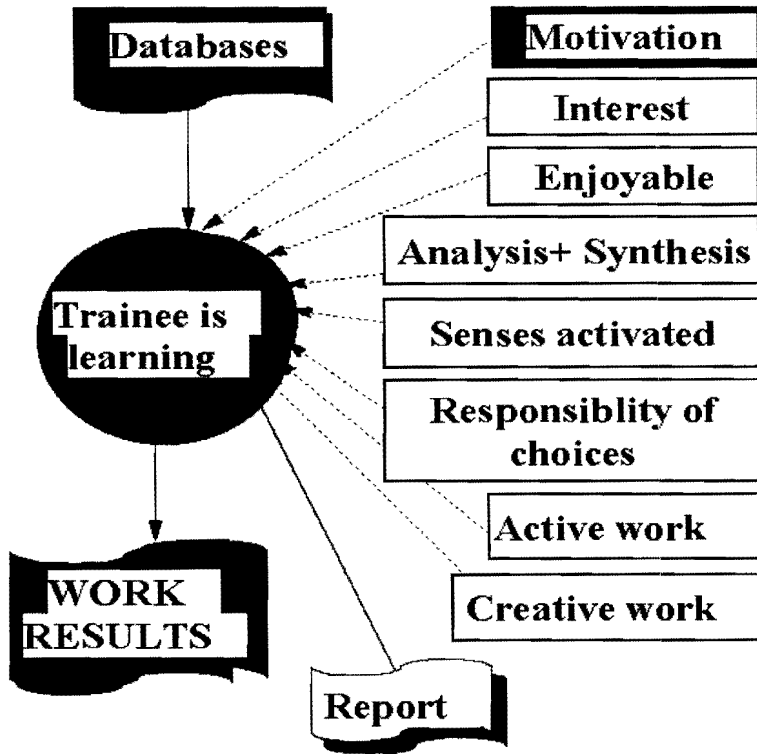 Databases
Motivation
Interest
Enjoyable
Analysis+ Synthesis
Trainee is
learning
Senses activated
Responsiblity of
choices
Active work
Creative work
WORK
RESULTS
Report